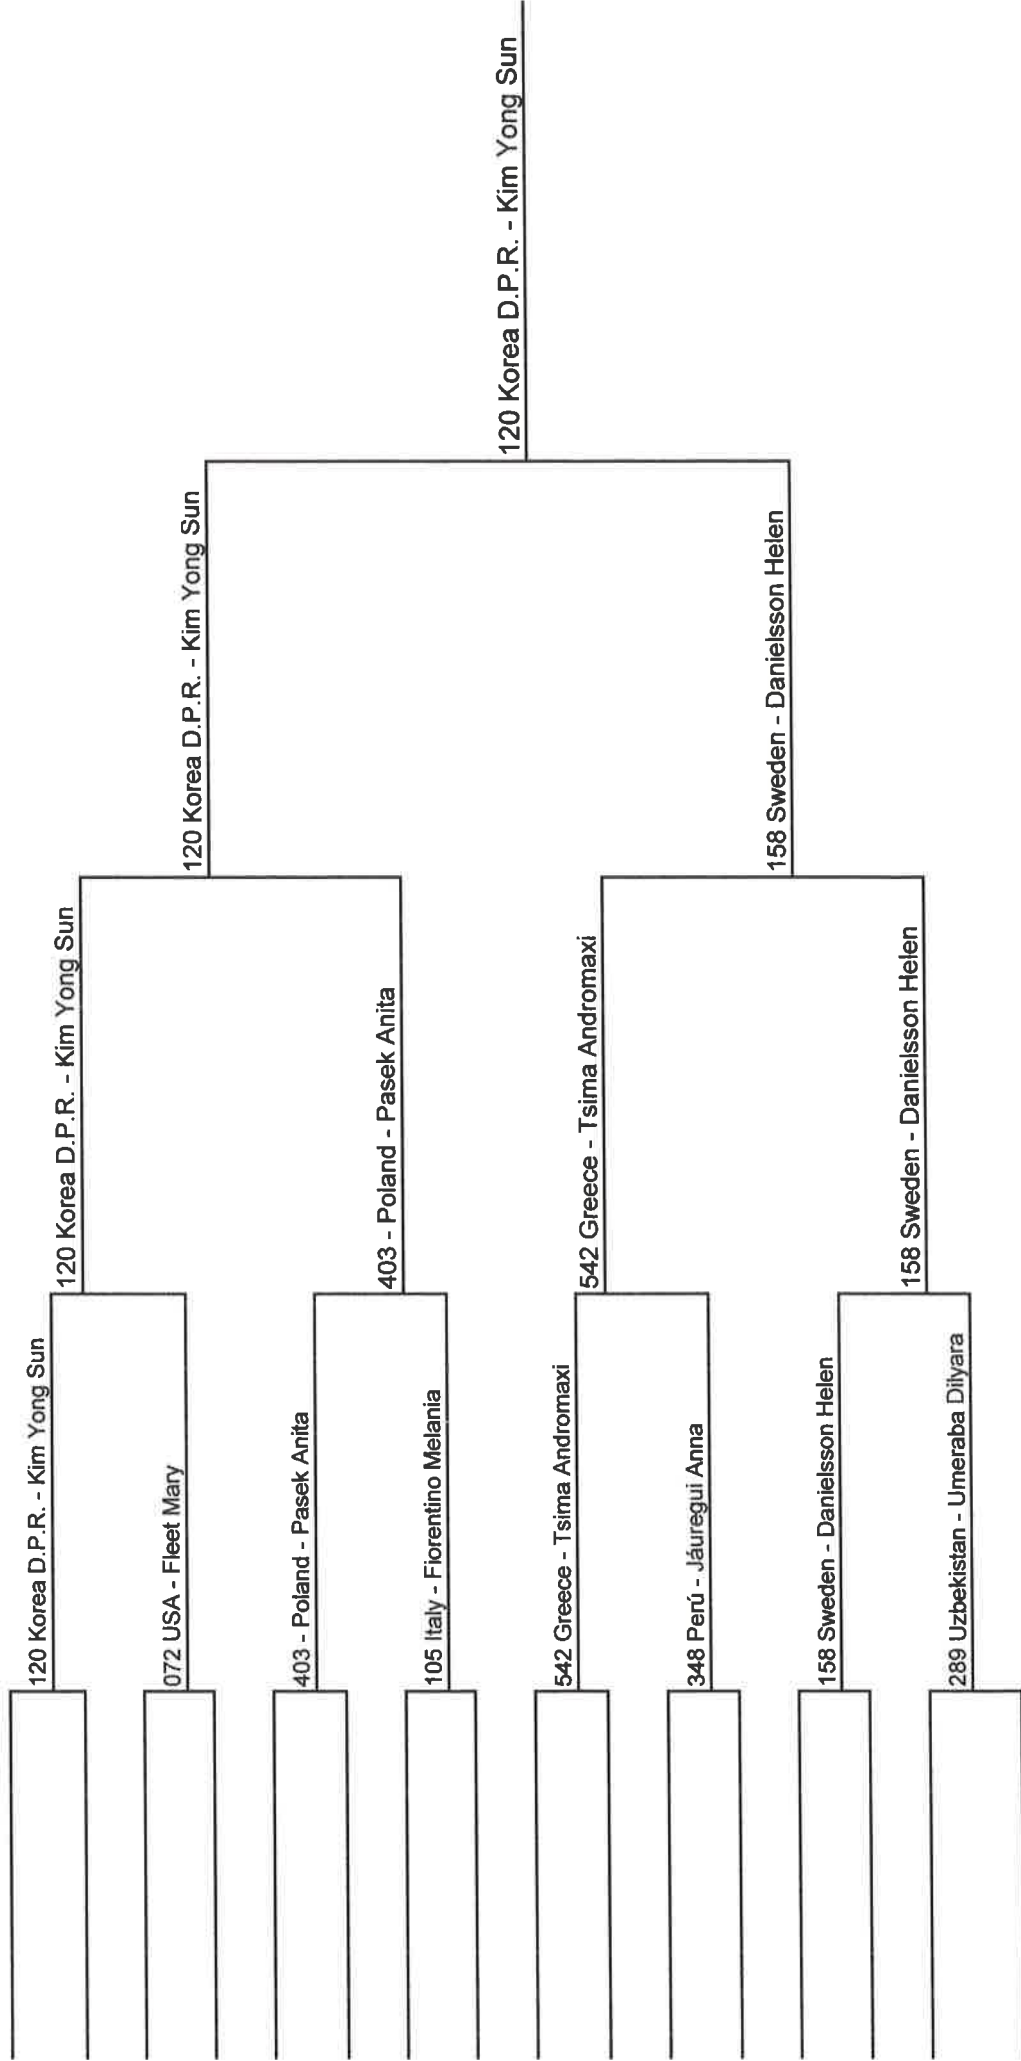 120 Korea D.P.R. - Kim Yong Sun
072 USA - Fleet Mary
403 - Poland - Pasek Anita
105 Italy - Fiorentino Melania
542 Greece - Tsima Andromaxi
348 Perú - Jáuregui Anna
158 Sweden - Danielsson Helen
289 Uzbekistan - Umeraba Dilyara
120 Korea D.P.R. - Kim Yong Sun
403 - Poland - Pasek Anita
542 Greece - Tsima Andromaxi
158 Sweden - Danielsson Helen
120 Korea D.P.R. - Kim Yong Sun
158 Sweden - Danielsson Helen
120 Korea D.P.R. - Kim Yong Sun